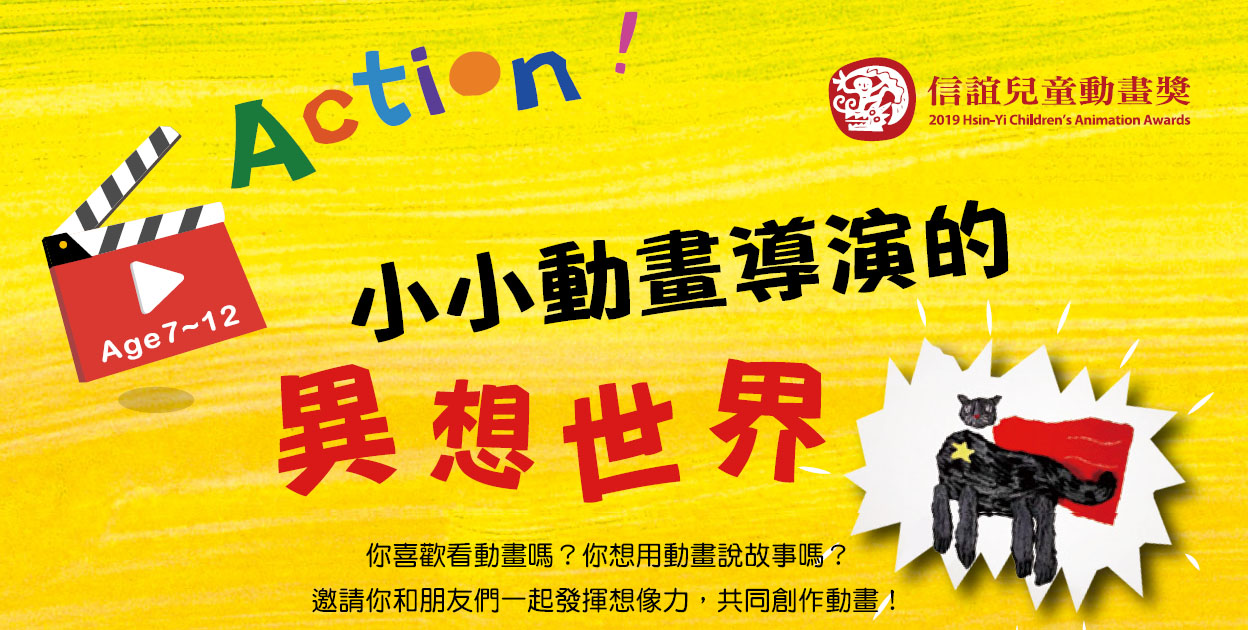 Action!
信誼兒童動畫獎
2019 Hsin-Yi Children's Animation Awards
Age7~12
小小動畫導演的
異想世界
你喜歡看動畫嗎？你想用動畫說故事嗎？
邀請你和朋友們一起發揮想像力，共同創作動畫！